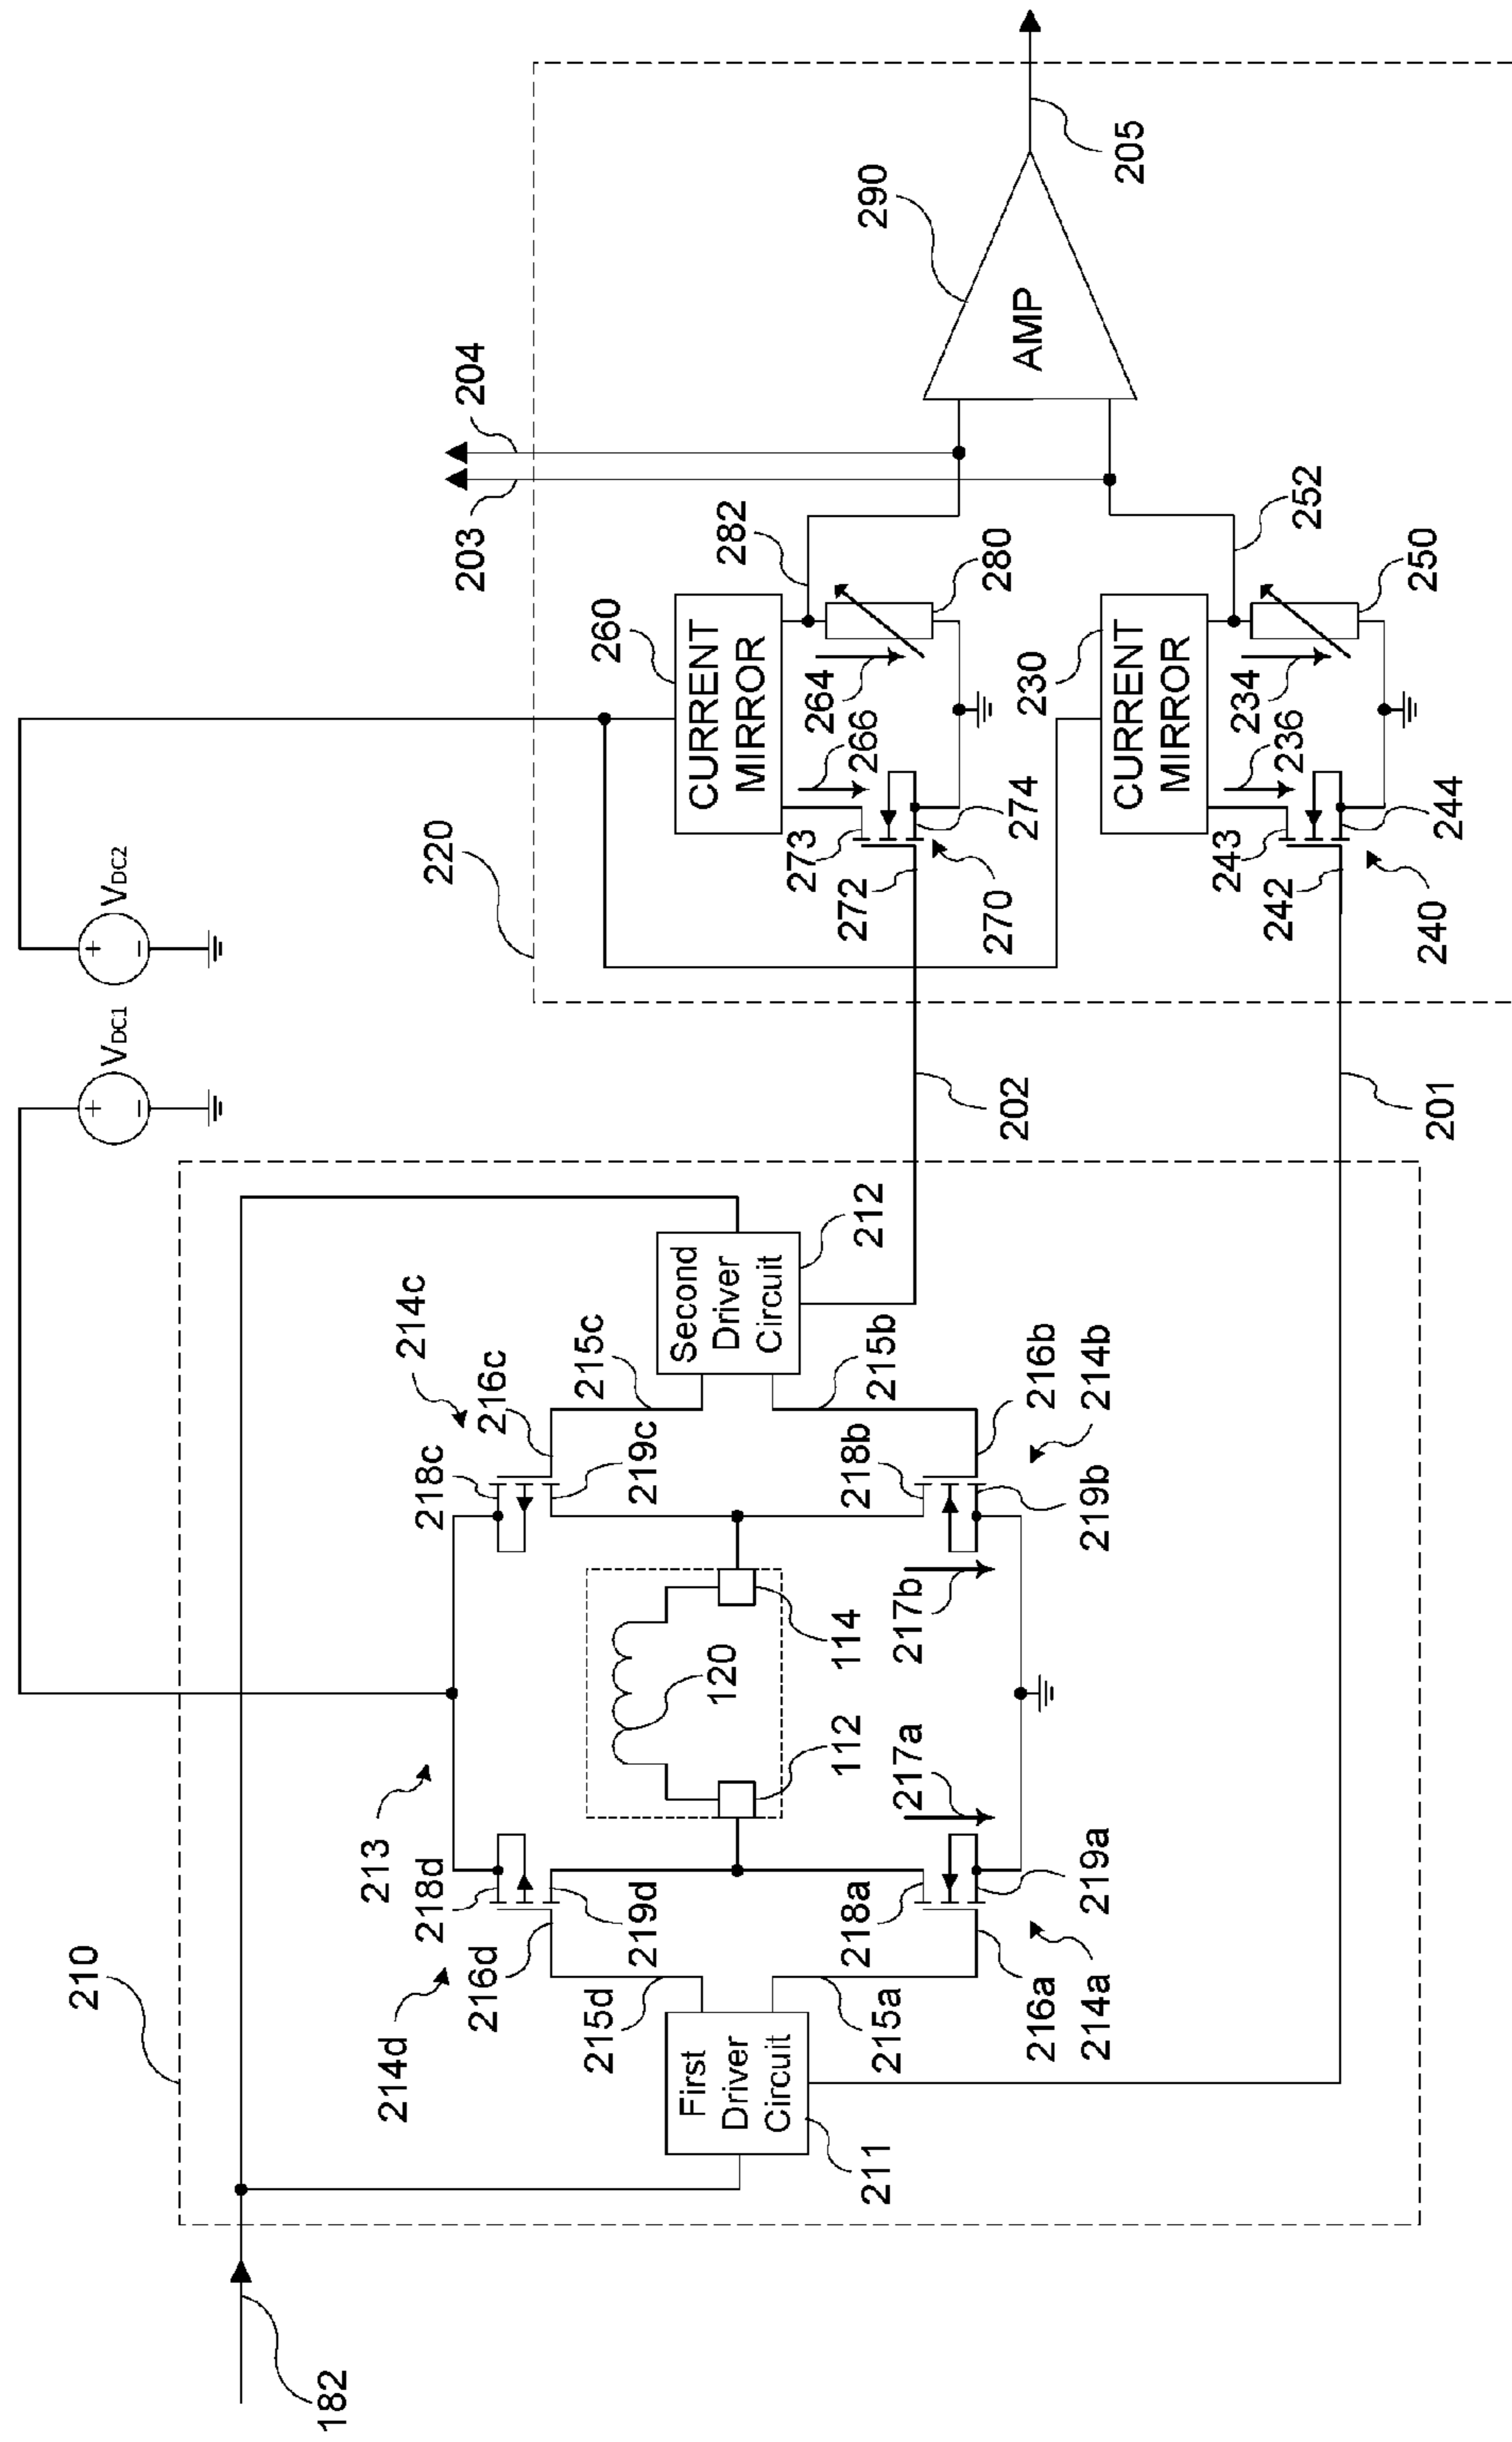 VDC1
VDC2
210
220
182
213
214d
218d
216d
219d
215d
First
Driver
Circuit
211
215a
218a
216a
219a
214a
217a
112
120
114
217b
214c
218c
216c
219c
215c
Second
Driver
Circuit
212
215b
218b
216b
219b
214b
202
201
203
204
260
CURRENT
MIRROR
282
280
264
266
273
272
274
270
230
CURRENT
MIRROR
252
250
234
236
243
242
244
240
290
AMP
205